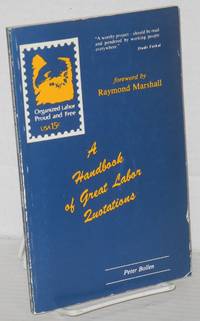 "A worthy project - should be read
and pondered by working people
everywhere."
Studs Terkel
Organized Labor
Proud and Free
USA 15c
foreword by
Raymond Marshall
A
Handbook
of Great Labor
Quotations
Peter Bollen